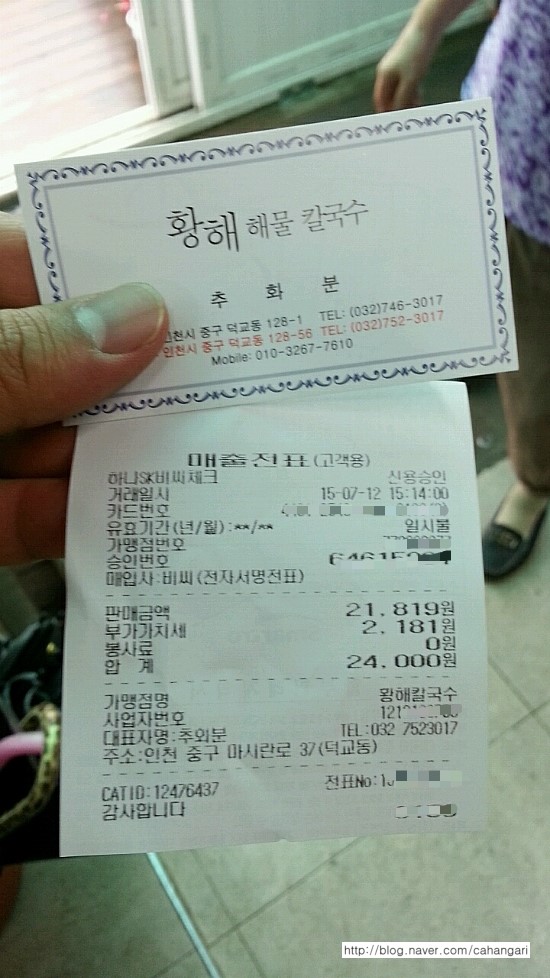 황해 해물 칼국수
추 화 분
인천시 중구 덕교동 128-1 TEL: (032)746-3017
인천시 중구 덕교동 128-56 TEL: (032)752-3017
Mobile: 010-3267-7610
매출전표(고객용)
하나SK비씨체크 신용승인
거래일시 15-07-12 15:14:00
카드번호
유효기간(년/월):**/** 일시불
가맹점번호
승인번호
매입사:비씨(전자서명전표)
판매금액 21,819원
부가가치세 2,181원
봉사료 0원
합 계 24,000원
가맹점명 황해칼국수
사업자번호
대표자명:추외분 TEL:032 7523017
주소:인천 중구 마시란로 37(덕교동)
CATID:12476437 전표No:
감사합니다
http://blog.naver.com/cahangari